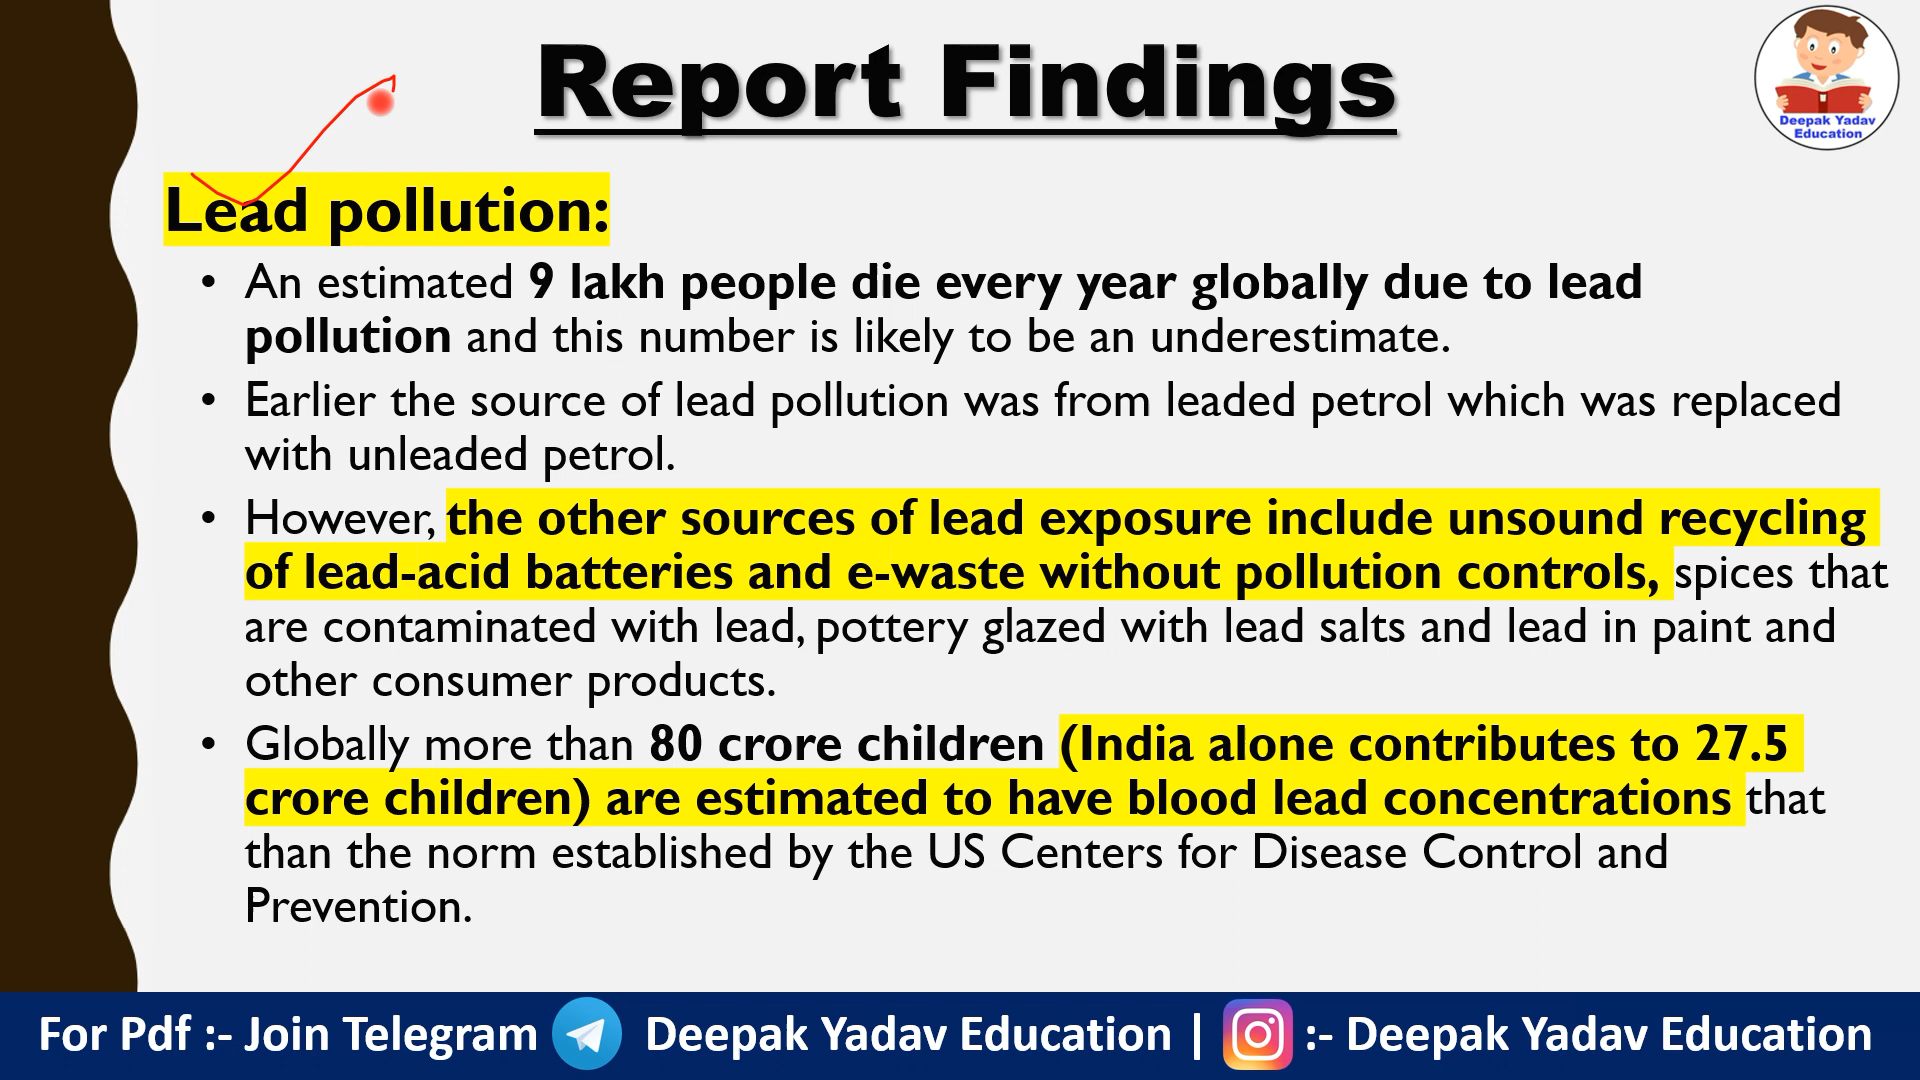 Report Findings
Deepak Yadav
Education
Lead pollution:
• An estimated 9 lakh people die every year globally due to lead
pollution and this number is likely to be an underestimate.
• Earlier the source of lead pollution was from leaded petrol which was replaced
with unleaded petrol.
• However, the other sources of lead exposure include unsound recycling
of lead-acid batteries and e-waste without pollution controls, spices that
are contaminated with lead, pottery glazed with lead salts and lead in paint and
other consumer products.
• Globally more than 80 crore children (India alone contributes to 27.5
crore children) are estimated to have blood lead concentrations that
than the norm established by the US Centers for Disease Control and
Prevention.
For Pdf :- Join Telegram Deepak Yadav Education | :- Deepak Yadav Education